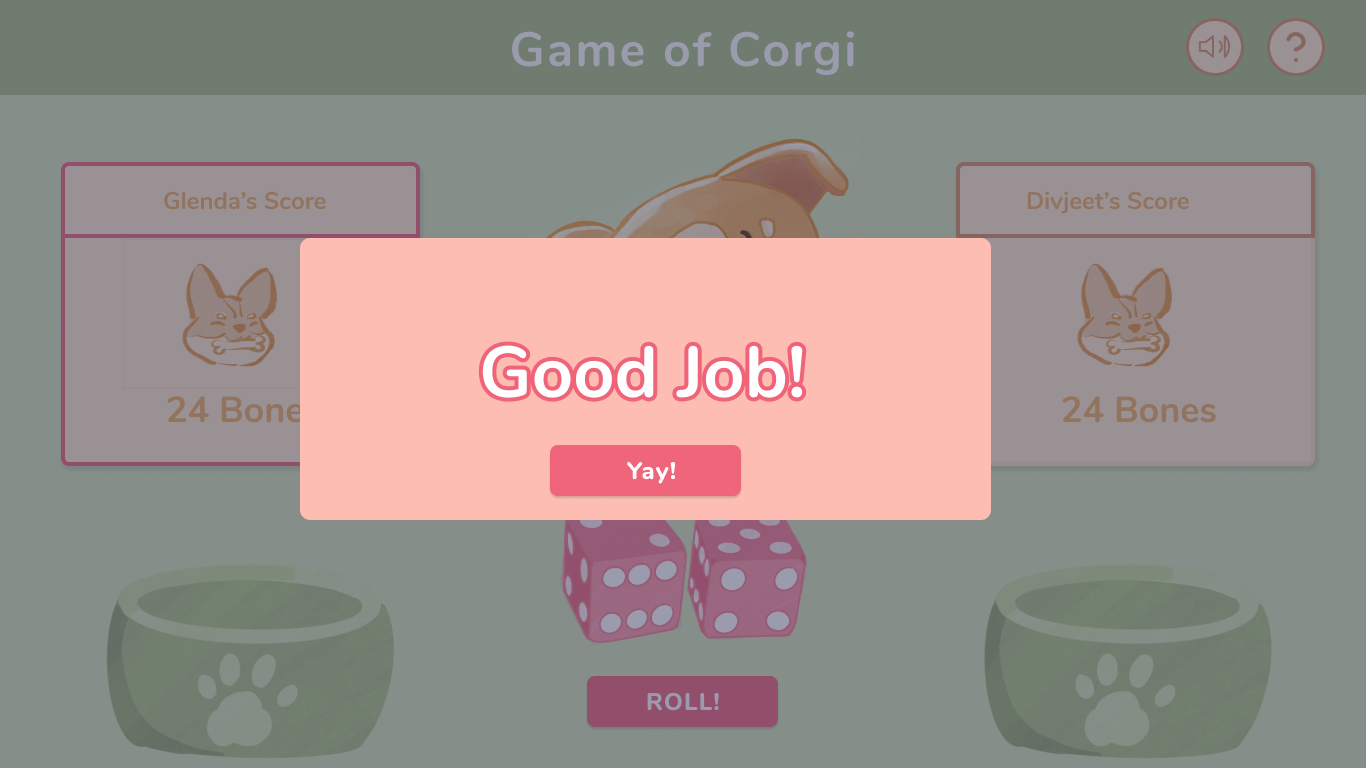 Game of Corgi
?
Glenda's Score
Divjeet's Score
Good Job!
24 Bone
24 Bones
Yay!
ROLL!